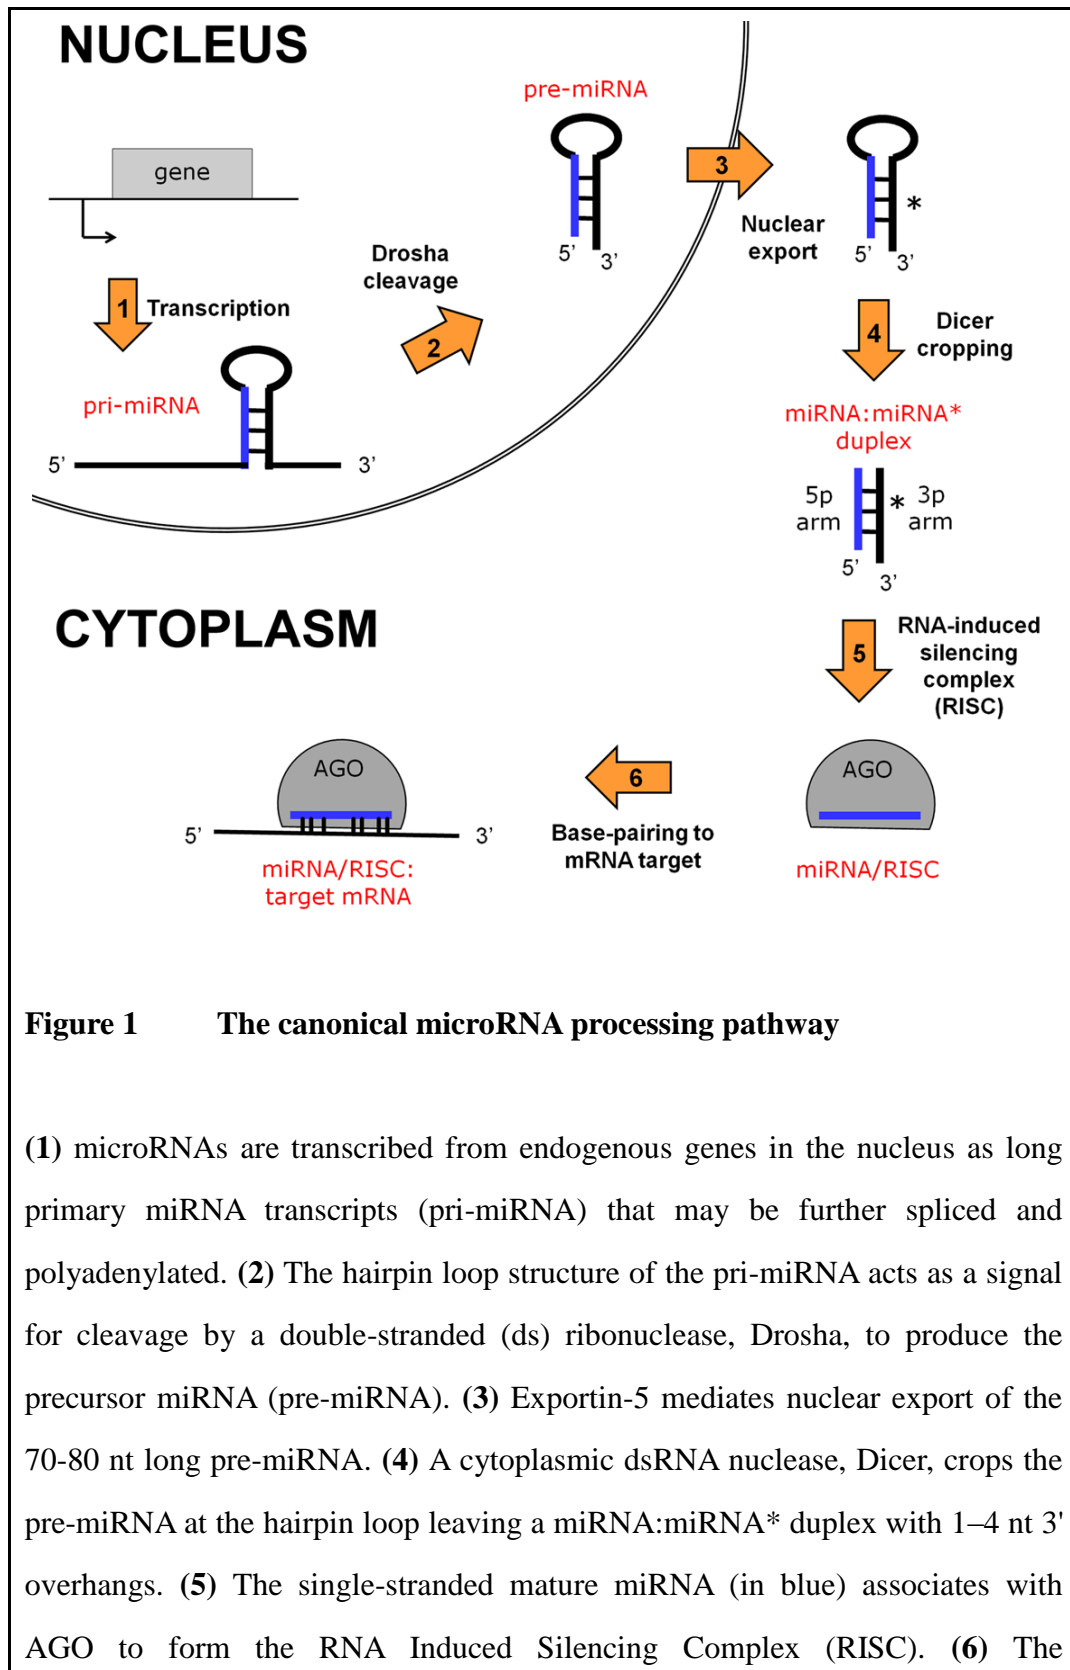 NUCLEUS
pre-miRNA
gene
3
*
Nuclear
export
5’
3’
5’
3’
Drosha
cleavage
1
Transcription
2
4
Dicer
cropping
pri-miRNA
miRNA:miRNA*
duplex
5’
3’
5p
arm
*
3p
arm
5’
3’
CYTOPLASM
5
RNA-induced
silencing
complex
(RISC)
AGO
6
AGO
5’
3’
Base-pairing to
mRNA target
miRNA/RISC:
target mRNA
miRNA/RISC
Figure 1 The canonical microRNA processing pathway
(1) microRNAs are transcribed from endogenous genes in the nucleus as long
primary miRNA transcripts (pri-miRNA) that may be further spliced and
polyadenylated. (2) The hairpin loop structure of the pri-miRNA acts as a signal
for cleavage by a double-stranded (ds) ribonuclease, Drosha, to produce the
precursor miRNA (pre-miRNA). (3) Exportin-5 mediates nuclear export of the
70-80 nt long pre-miRNA. (4) A cytoplasmic dsRNA nuclease, Dicer, crops the
pre-miRNA at the hairpin loop leaving a miRNA:miRNA* duplex with 1–4 nt 3'
overhangs. (5) The single-stranded mature miRNA (in blue) associates with
AGO to form the RNA Induced Silencing Complex (RISC). (6) The